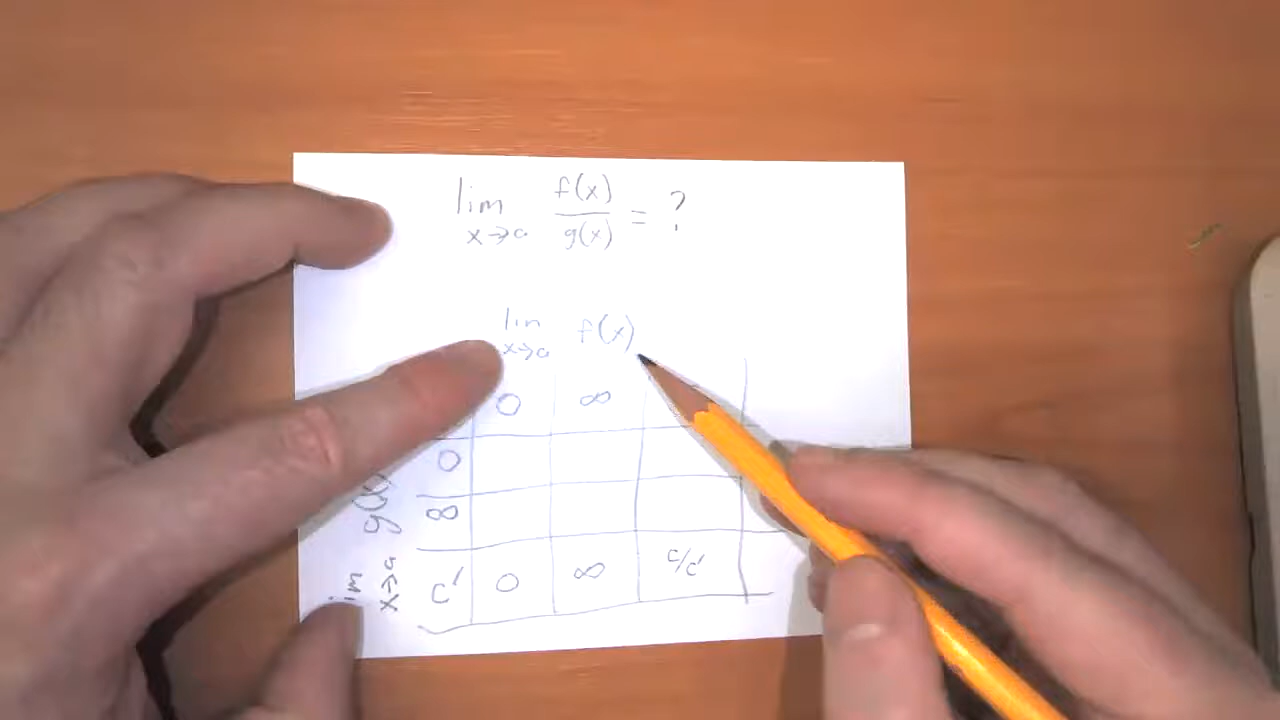 lim f(x)/g(x) = ?
x→a
lim f(x)
x→a
0 ∞
0
∞
c' 0 ∞ c/c'
lim g(x)
x→a